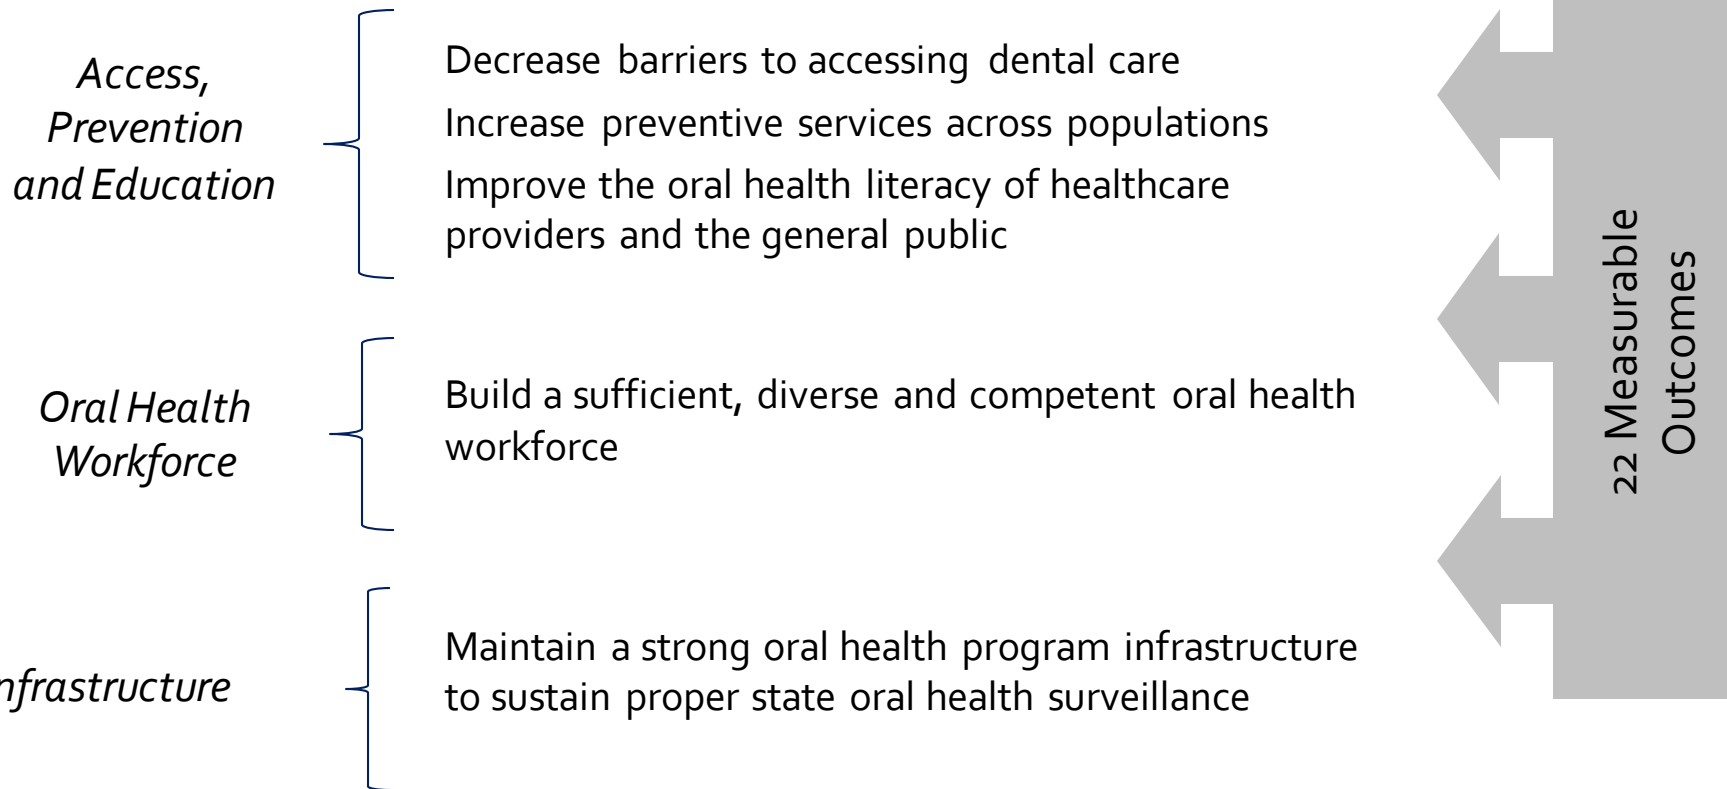 Access,
Prevention
and Education
Decrease barriers to accessing dental care
Increase preventive services across populations
Improve the oral health literacy of healthcare
providers and the general public
Oral Health
Workforce
Build a sufficient, diverse and competent oral health
workforce
nfrastructure
Maintain a strong oral health program infrastructure
to sustain proper state oral health surveillance
22 Measurable
Outcomes